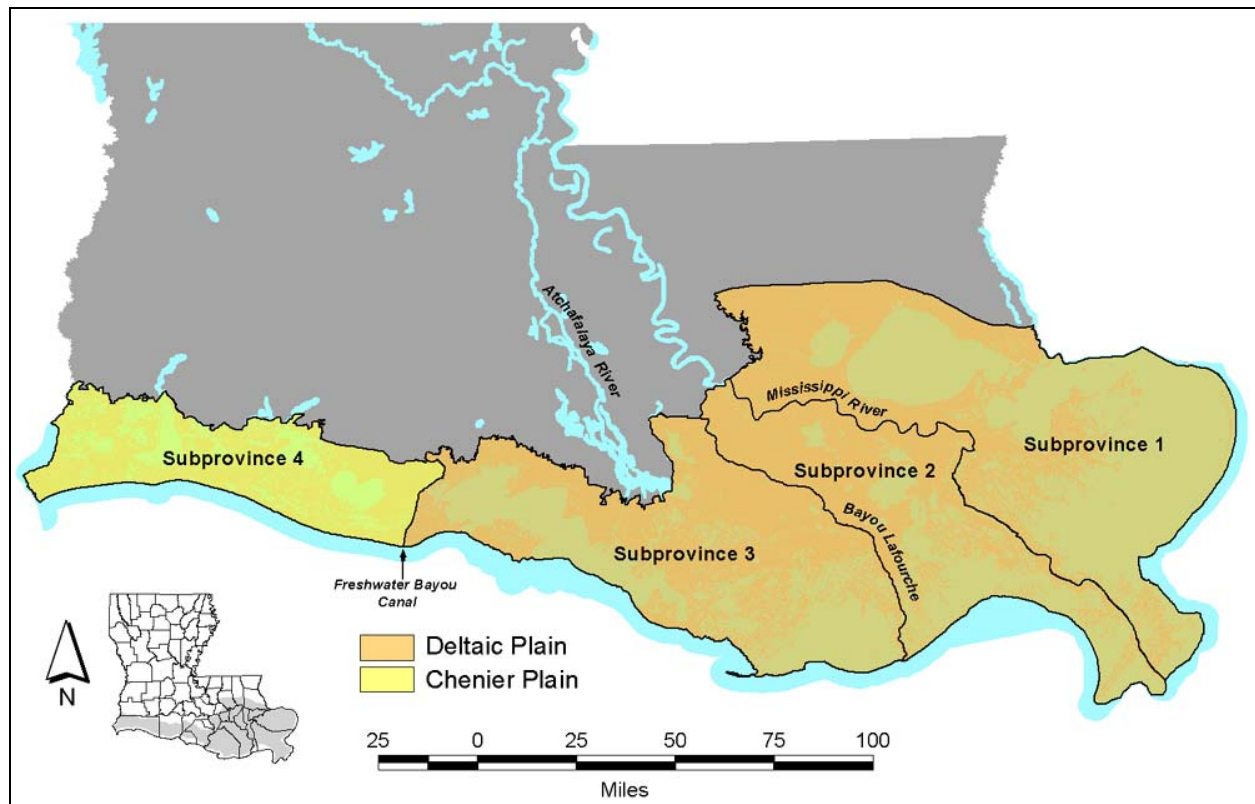 Atchafalaya River
Mississippi River
Subprovince 1
Subprovince 4
Subprovince 2
Bayou Lafourche
Subprovince 3
Freshwater Bayou
Canal
Deltaic Plain
Chenier Plain
N
25 0 25 50 75 100
Miles